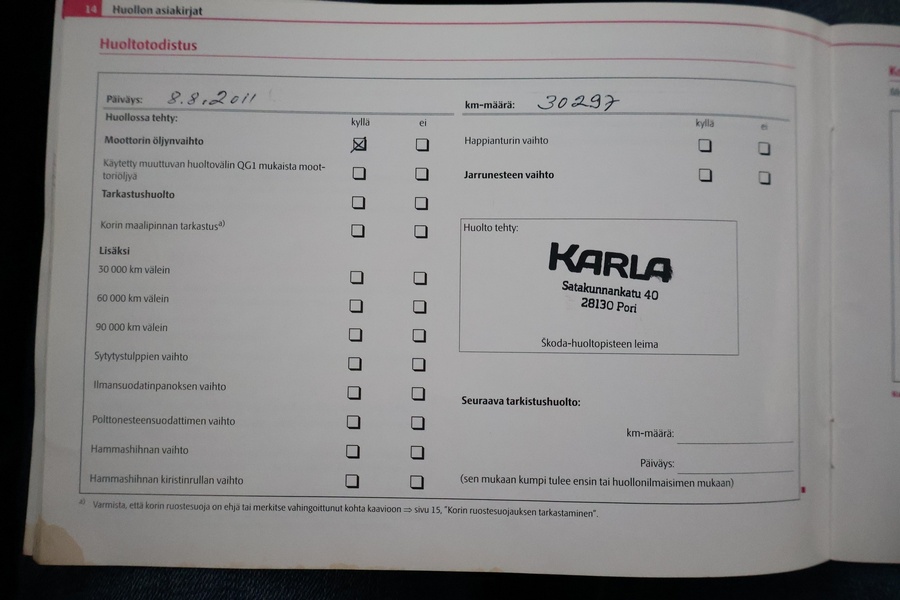 14 Huollon asiakirjat
Huoltotodistus
Päiväys: 8.8.2011
km-määrä: 30297
Huollossa tehty:
kyllä ei
Moottorin öljynvaihto
Käytetty muuttuvan huoltovälin QG1 mukaista moot-
toriöljyä
Tarkastushuolto
Korin maalipinnan tarkastus a)
Lisäksi
30 000 km välein
60 000 km välein
90 000 km välein
Sytytystulppien vaihto
Ilmansuodatinpanoksen vaihto
Polttonesteensuodattimen vaihto
Hammashihnan vaihto
Hammashihnan kiristinrullan vaihto
kyllä ei
Happianturin vaihto
Jarrunesteen vaihto
Huolto tehty:
KARLA
Satakunnankatu 40
28130 Pori
Škoda-huoltopisteen leima
Seuraava tarkistushuolto:
km-määrä:
Päiväys:
(sen mukaan kumpi tulee ensin tai huollonilmaisimen mukaan)
a) Varmista, että korin ruostesuoja on ehjä tai merkitse vahingoittunut kohta kaavioon ⇒ sivu 15, "Korin ruostesuojauksen tarkastaminen".